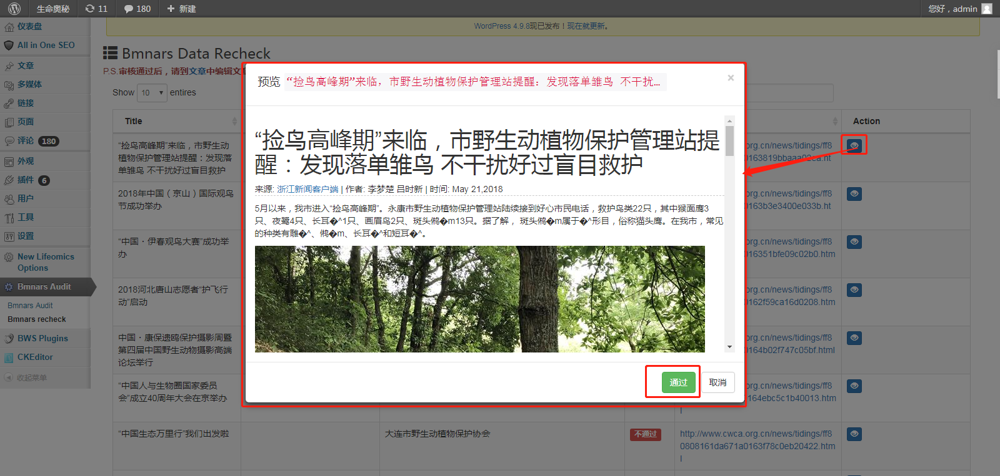 生命奥秘 11 180 新建 您好，admin
WordPress 4.9.8现已发布！现在就更新。
仪表盘
All in One SEO
文章
多媒体
链接
页面
评论 180
外观
插件 6
用户
工具
设置
New Lifeomics
Options
Bmnars Audit
Bmnars Audit
Bmnars recheck
BWS Plugins
CKEditor
收起菜单
Bmnars Data Recheck
P.S.审核通过后，请到文章中编辑文
Show 10 entires
Title
Action
“捡鸟高峰期”来临，市野生动
植物保护管理站提醒：发现落
单雏鸟 不干扰好过盲目救护
org.cn/news/tidings/ff8
0163819bbaaa02ea.ht
2018年中国（京山）国际观鸟
节成功举办
org.cn/news/tidings/ff8
0163b3e3400e033b.ht
“中国・伊春观鸟大赛”成功举
办
org.cn/news/tidings/ff8
016351bfe09c02b0.htm
2018河北唐山志愿者“护飞行
动”启动
org.cn/news/tidings/ff8
0162f59ca16d0208.htm
中国・康保遗鸥保护摄影周暨
第四届中国野生动物摄影高端
论坛举行
org.cn/news/tidings/ff8
0164b02f747c05bf.html
“中国人与生物圈国家委员
会”成立40周年大会在京举办
org.cn/news/tidings/ff8
164ebc5c1b40013.htm
l
“中国生态万里行”我们出发啦
大连市野生动植物保护协会
不通过
http://www.cwca.org.cn/news/tidings/ff8
0808161da671a0163f78c0eb20422.htm
l
预览 “捡鸟高峰期”来临，市野生动植物保护管理站提醒：发现落单雏鸟 不干扰...
×
“捡鸟高峰期”来临，市野生动植物保护管理站提
醒：发现落单雏鸟 不干扰好过盲目救护
来源: 浙江新闻客户端 | 作者: 李梦楚 吕时新 | 时间: May 21,2018
5月以来，我市进入“捡鸟高峰期”。永康市野生动植物保护管理站陆续接到好心市民电话，救护鸟类22只，其中猴面鹰3
只、夜鹭4只、长耳�^1只、画眉鸟2只、斑头鸺�m13只。据了解， 斑头鸺�m属于�^形目，俗称猫头鹰。在我市，常见
的种类有雕�^、鸺�m、长耳�^和短耳�^。
通过 取消